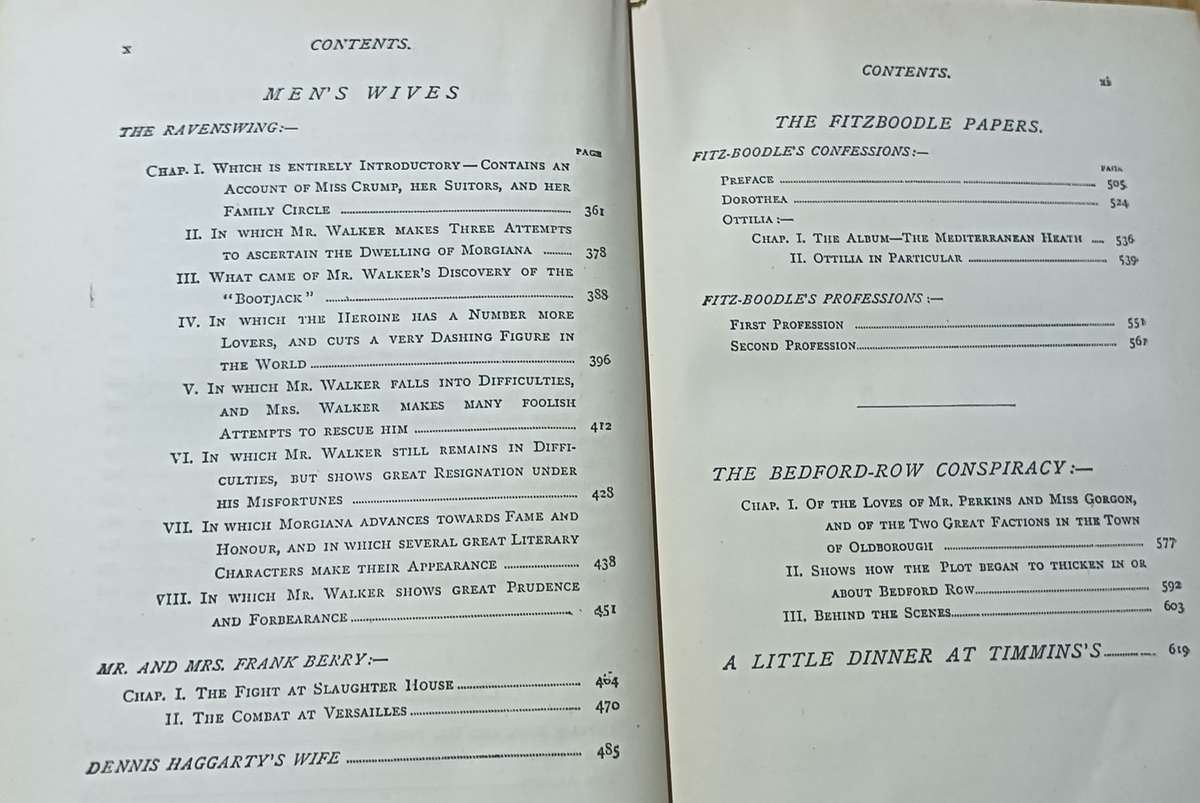 x
CONTENTS.
MEN'S WIVES
THE RAVENSWING:—
PAGE
CHAP. I. WHICH IS ENTIRELY INTRODUCTORY—CONTAINS AN
ACCOUNT OF MISS CRUMP, HER SUITORS, AND HER
FAMILY CIRCLE 361
II. IN WHICH MR. WALKER MAKES THREE ATTEMPTS
TO ASCERTAIN THE DWELLING OF MORGIANA 378
III. WHAT CAME OF MR. WALKER'S DISCOVERY OF THE
"BOOTJACK" 388
IV. IN WHICH THE HEROINE HAS A NUMBER MORE
LOVERS, AND CUTS A VERY DASHING FIGURE IN
THE WORLD 396
V. IN WHICH MR. WALKER FALLS INTO DIFFICULTIES,
AND MRS. WALKER MAKES MANY FOOLISH
ATTEMPTS TO RESCUE HIM 412
VI. IN WHICH MR. WALKER STILL REMAINS IN DIFFI-
CULTIES, BUT SHOWS GREAT RESIGNATION UNDER
HIS MISFORTUNES 428
VII. IN WHICH MORGIANA ADVANCES TOWARDS FAME AND
HONOUR, AND IN WHICH SEVERAL GREAT LITERARY
CHARACTERS MAKE THEIR APPEARANCE 438
VIII. IN WHICH MR. WALKER SHOWS GREAT PRUDENCE
AND FORBEARANCE 451
MR. AND MRS. FRANK BERRY:—
CHAP. I. THE FIGHT AT SLAUGHTER HOUSE 464
II. THE COMBAT AT VERSAILLES 470
DENNIS HAGGARTY'S WIFE 485
CONTENTS.
xi
THE FITZBOODLE PAPERS.
FITZ-BOODLE'S CONFESSIONS:—
PAGE
PREFACE 505
DOROTHEA 524
OTTILIA:—
CHAP. I. THE ALBUM—THE MEDITERRANEAN HEATH 536
II. OTTILIA IN PARTICULAR 539
FITZ-BOODLE'S PROFESSIONS:—
FIRST PROFESSION 551
SECOND PROFESSION
THE BEDFORD-ROW CONSPIRACY:—
CHAP. I. OF THE LOVES OF MR. PERKINS AND MISS GORGON,
AND OF THE TWO GREAT FACTIONS IN THE TOWN
OF OLDBOROUGH 577
II. SHOWS HOW THE PLOT BEGAN TO THICKEN IN OR
ABOUT BEDFORD ROW 592
III. BEHIND THE SCENES 603
A LITTLE DINNER AT TIMMINS'S 619